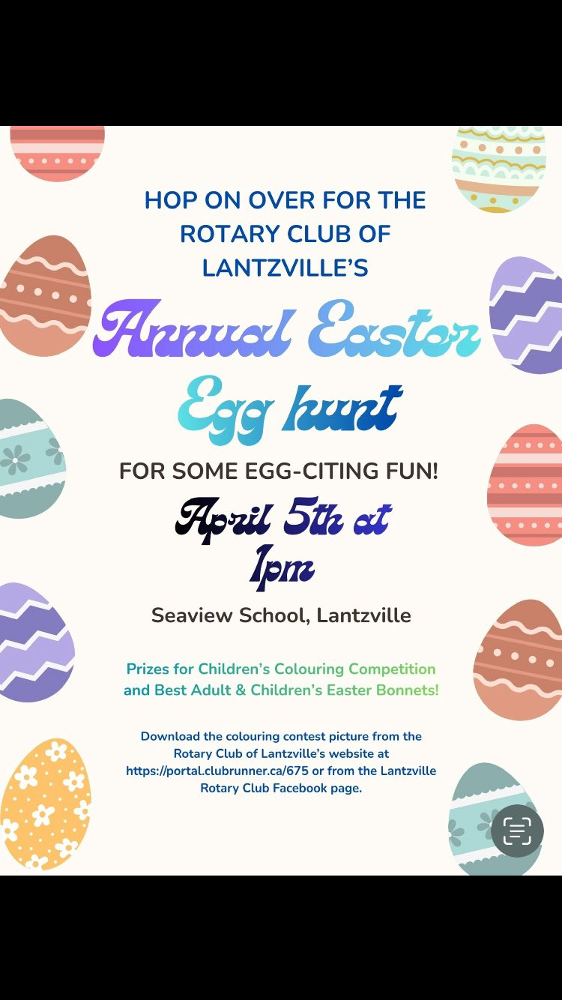 HOP ON OVER FOR THE
ROTARY CLUB OF
LANTZVILLE'S
Annual Easter
Egg hunt
FOR SOME EGG-CITING FUN!
April 5th at
1pm
Seaview School, Lantzville
Prizes for Children's Colouring Competition
and Best Adult & Children's Easter Bonnets!
Download the colouring contest picture from the
Rotary Club of Lantzville's website at
https://portal.clubrunner.ca/675 or from the Lantzville
Rotary Club Facebook page.